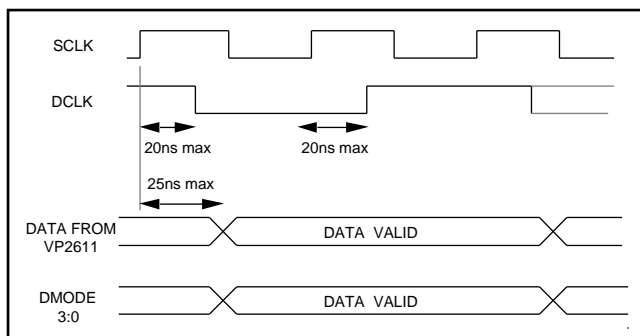 SCLK
DCLK
20ns max
20ns max
25ns max
DATA FROM
VP2611
DATA VALID
DMODE
3:0
DATA VALID